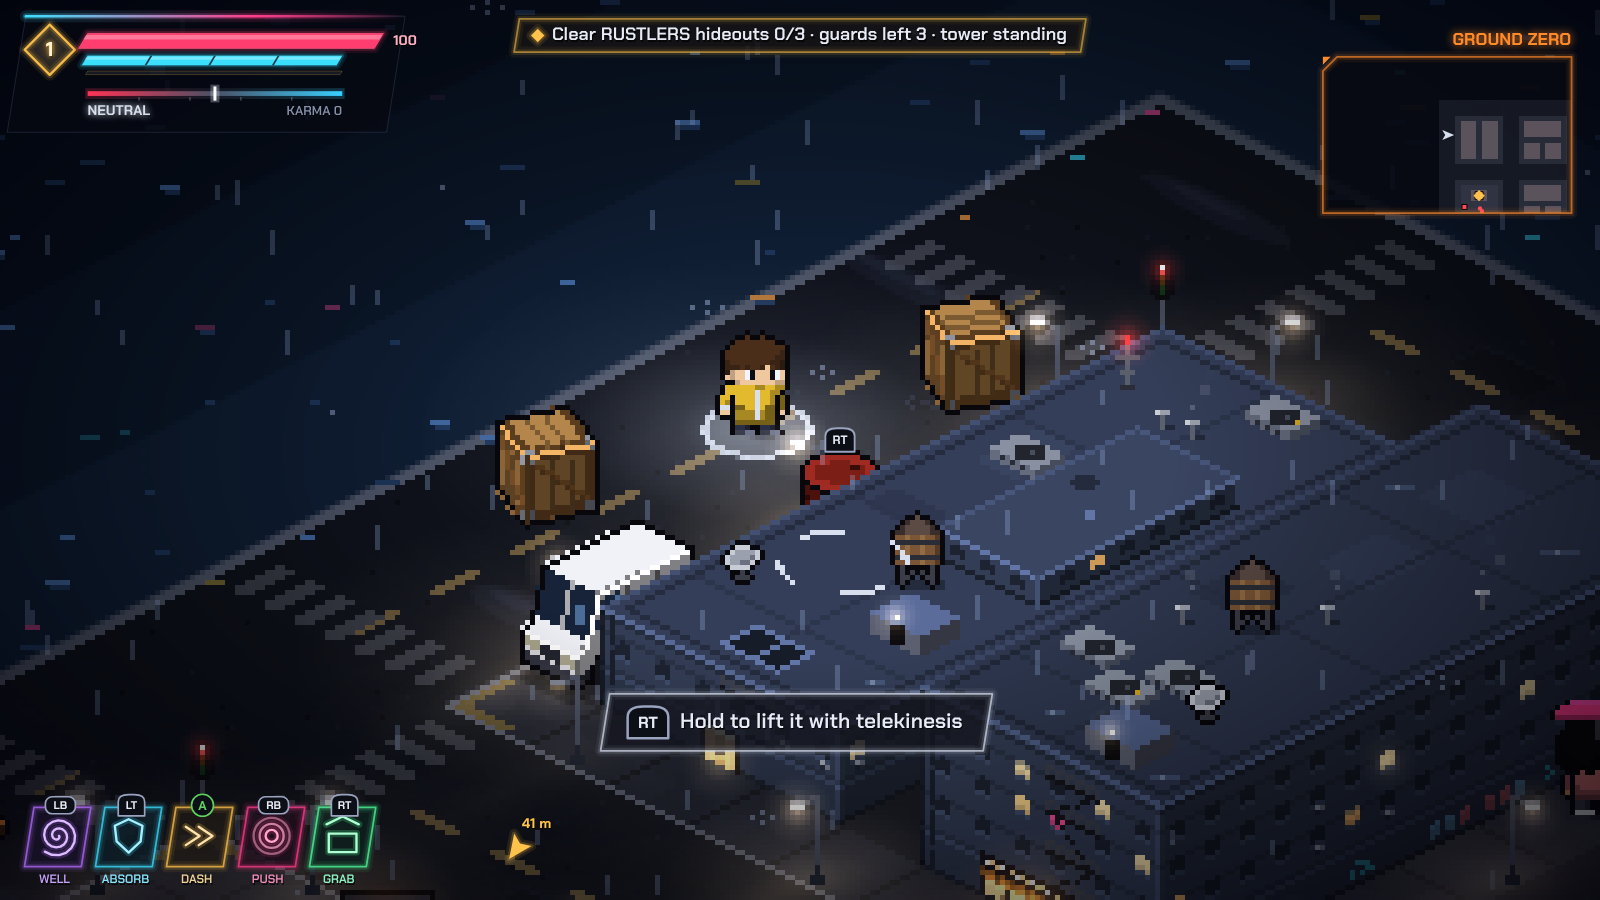 1
100
NEUTRAL
KARMA 0
Clear RUSTLERS hideouts 0/3 · guards left 3 · tower standing
GROUND ZERO
RT
RT Hold to lift it with telekinesis
41 m
LB
LT
A
RB
RT
WELL
ABSORB
DASH
PUSH
GRAB